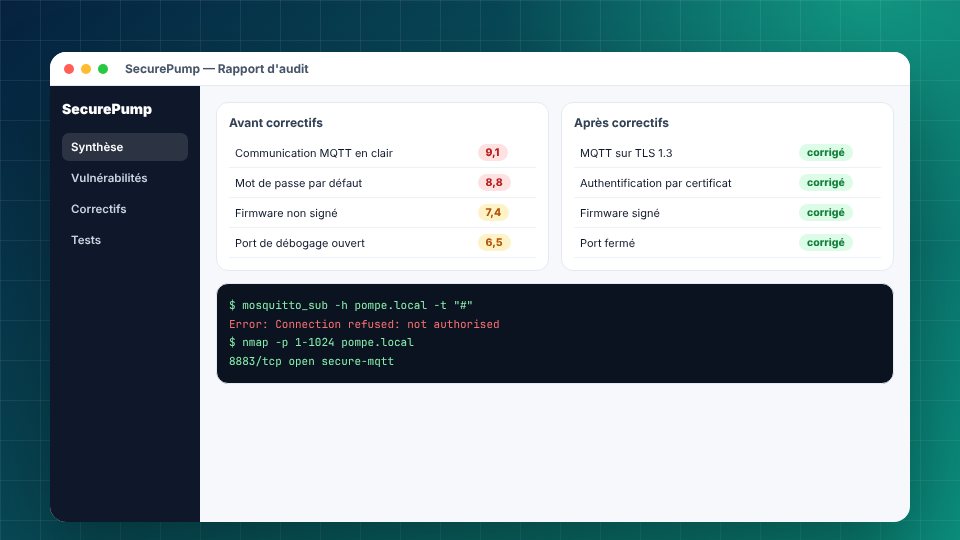 SecurePump — Rapport d'audit
SecurePump
Synthèse
Vulnérabilités
Correctifs
Tests
Avant correctifs
Communication MQTT en clair 9,1
Mot de passe par défaut 8,8
Firmware non signé 7,4
Port de débogage ouvert 6,5
Après correctifs
MQTT sur TLS 1.3 corrigé
Authentification par certificat corrigé
Firmware signé corrigé
Port fermé corrigé
$ mosquitto_sub -h pompe.local -t "#"
Error: Connection refused: not authorised
$ nmap -p 1-1024 pompe.local
8883/tcp open secure-mqtt